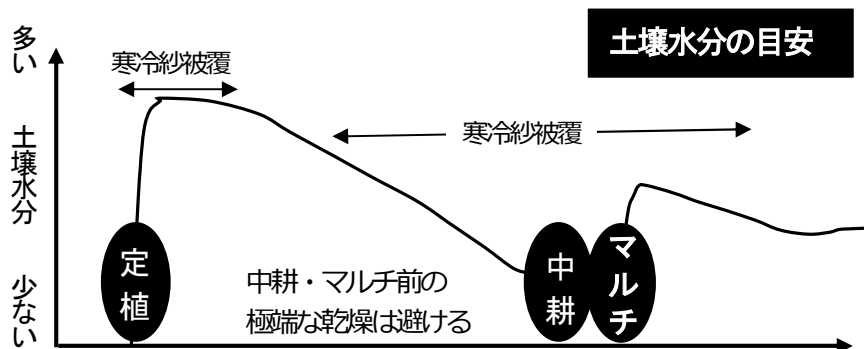 土壌水分の目安
多い 土壌水分 少ない
寒冷紗被覆
寒冷紗被覆
定植
中耕・マルチ前の
極端な乾燥は避ける
中耕
マルチ